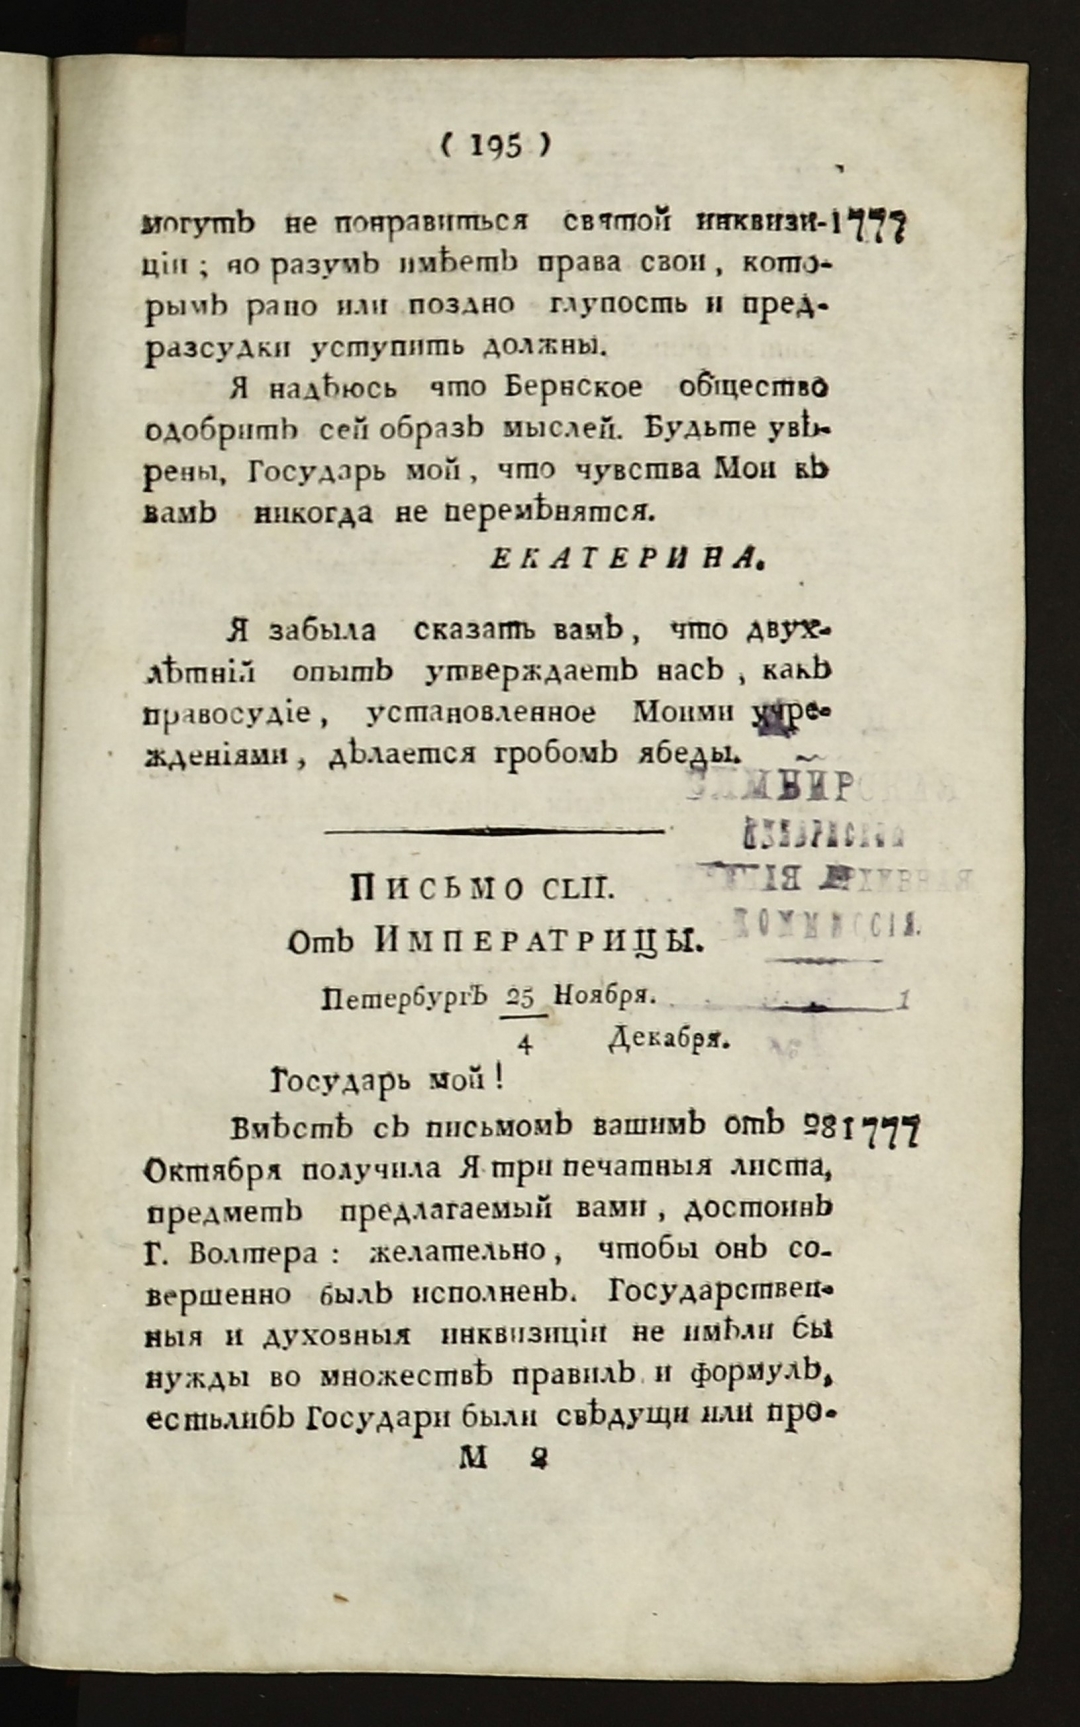 ( 195 )
могутъ не понравиться святой инквизи- 1777
ціи ; но разумъ имѣетъ права свои , кото-
рымъ рано или поздно глупость и пред-
разсудки уступить должны.
Я надѣюсь что Бернское общество
одобритъ сей образъ мыслей. Будьте увѣ-
рены, Государь мой , что чувства Мои къ
вамъ никогда не перемѣнятся.
ЕКАТЕРИНА.
Я забыла сказать вамъ , что двух-
лѣтній опытъ утверждаетъ насъ , какъ
правосудіе , установленное Моими учре-
жденіями , дѣлается гробомъ ябеды.
СИМБИРСКАЯ
АРХИВНАЯ
КОММИССІЯ.
Письмо CLII.
Отъ Императрицы.
Петербургъ 25 Ноября.
4 Декабря.
Государь мой !
Вмѣстѣ съ письмомъ вашимъ отъ 28 1777
Октября получила Я три печатныя листа,
предметъ предлагаемый вами , достоинъ
Г. Волтера : желательно , чтобы онъ со-
вершенно былъ исполненъ. Государствен-
ныя и духовныя инквизиціи не имѣли бы
нужды во множествѣ правилъ и формулъ,
естьлибъ Государи были свѣдущи или про-
М 2